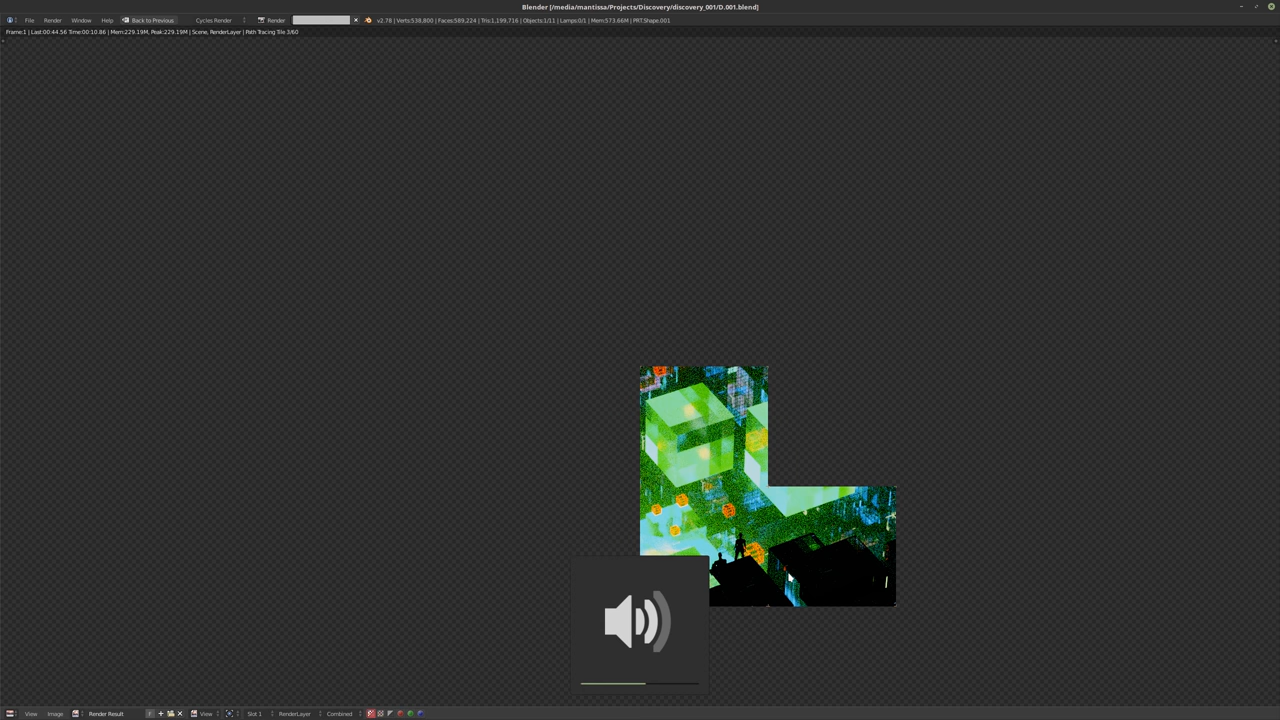 Blender [/media/mantissa/Projects/Discovery/discovery_001/D.001.blend]
File Render Window Help Back to Previous Cycles Render Render v2.78 | Verts:538,800 | Faces:589,224 | Tris:1,199,716 | Objects:1/11 | Lamps:0/1 | Mem:573.66M | PRT.Shape.001
Frame:1 | Last:00:44.56 Time:00:10.86 | Mem:229.19M, Peak:229.19M | Scene, RenderLayer | Path Tracing Tile 3/60
View Image Render Result F View Slot 1 RenderLayer Combined